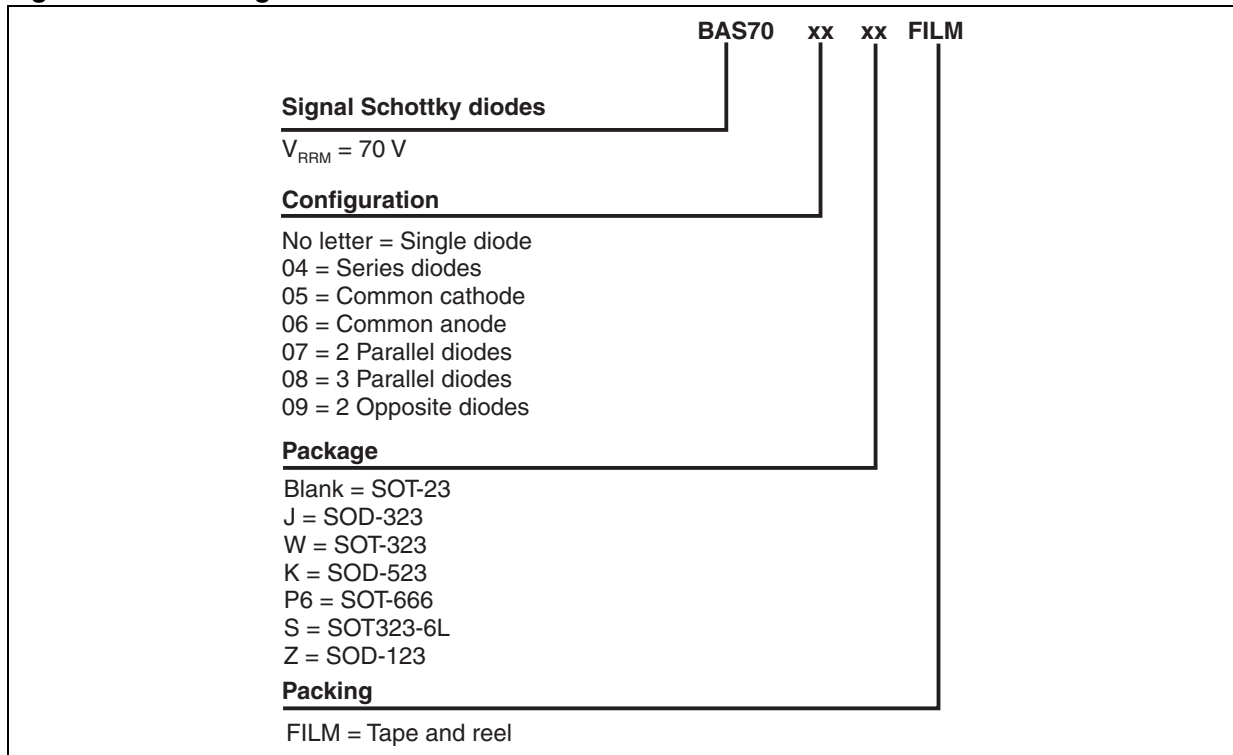 BAS70 xx xx FILM
Signal Schottky diodes
VRRM = 70 V
Configuration
No letter = Single diode
04 = Series diodes
05 = Common cathode
06 = Common anode
07 = 2 Parallel diodes
08 = 3 Parallel diodes
09 = 2 Opposite diodes
Package
Blank = SOT-23
J = SOD-323
W = SOT-323
K = SOD-523
P6 = SOT-666
S = SOT323-6L
Z = SOD-123
Packing
FILM = Tape and reel